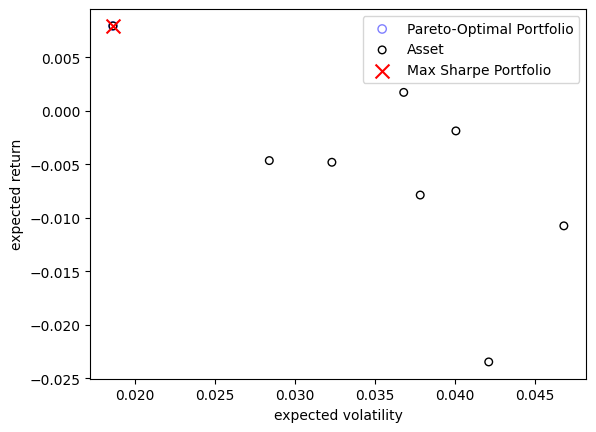 Pareto-Optimal Portfolio
Asset
Max Sharpe Portfolio
0.005
0.000
−0.005
−0.010
−0.015
−0.020
−0.025
expected return
0.020 0.025 0.030 0.035 0.040 0.045
expected volatility